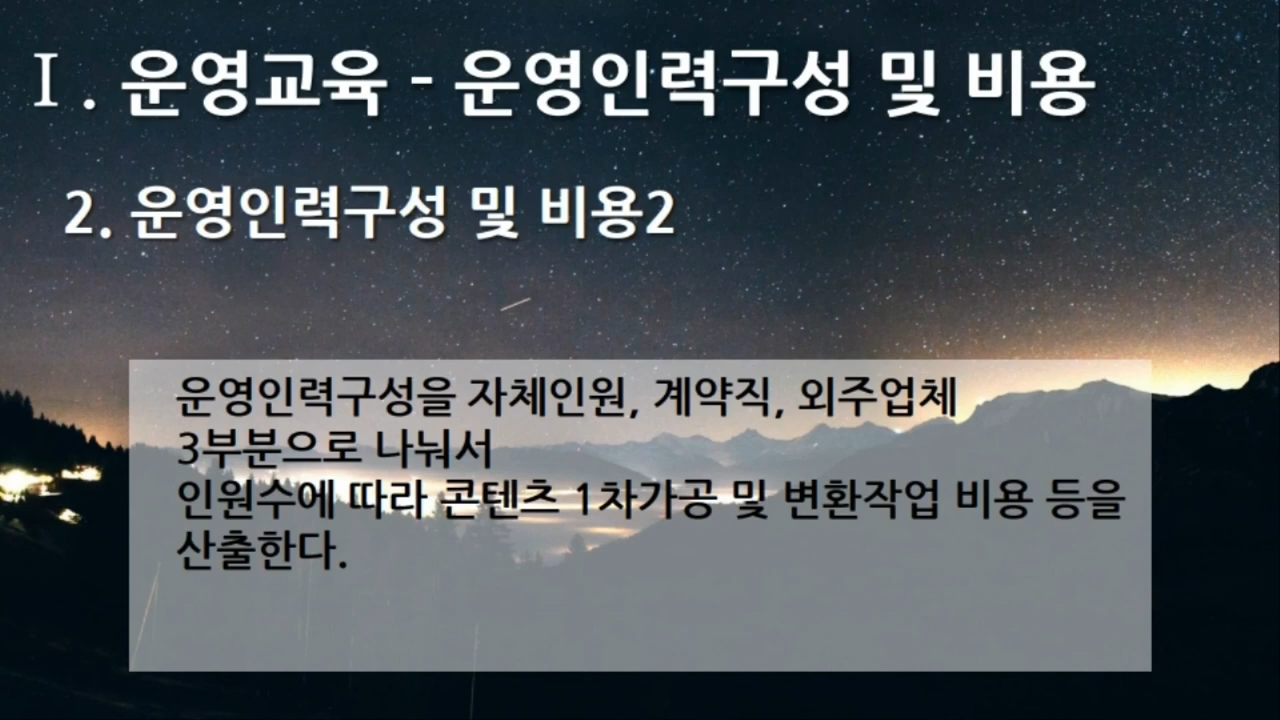 Ⅰ. 운영교육 - 운영인력구성 및 비용
2. 운영인력구성 및 비용2
운영인력구성을 자체인원, 계약직, 외주업체
3부분으로 나눠서
인원수에 따라 콘텐츠 1차가공 및 변환작업 비용 등을
산출한다.